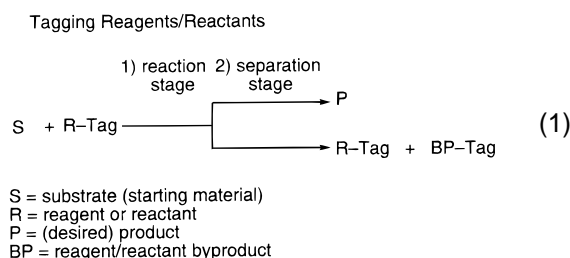 Tagging Reagents/Reactants
1) reaction 2) separation
stage stage
P
S + R–Tag
(1)
R–Tag + BP–Tag
S = substrate (starting material)
R = reagent or reactant
P = (desired) product
BP = reagent/reactant byproduct